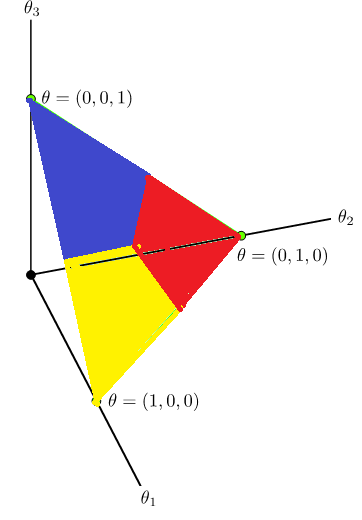 θ₃
θ = (0, 0, 1)
θ₂
θ = (0, 1, 0)
θ = (1, 0, 0)
θ₁